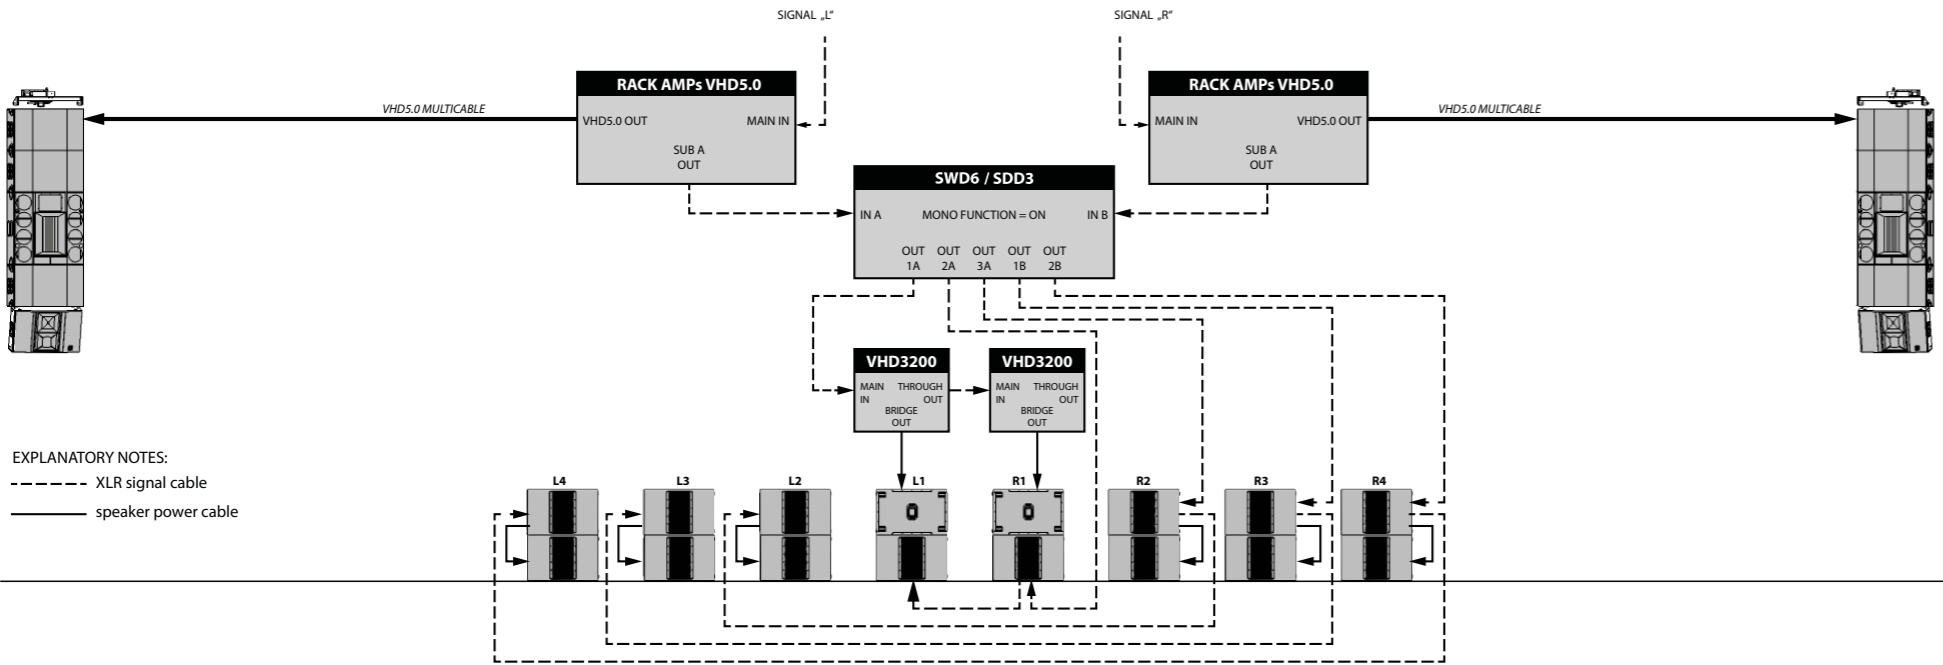 SIGNAL „L“
SIGNAL „R“
RACK AMPs VHD5.0
VHD5.0 OUT
MAIN IN
SUB A
OUT
VHD5.0 MULTICABLE
RACK AMPs VHD5.0
MAIN IN
VHD5.0 OUT
SUB A
OUT
VHD5.0 MULTICABLE
SWD6 / SDD3
IN A
MONO FUNCTION = ON
IN B
OUT 1A
OUT 2A
OUT 3A
OUT 1B
OUT 2B
VHD3200
MAIN IN
THROUGH OUT
BRIDGE OUT
VHD3200
MAIN IN
THROUGH OUT
BRIDGE OUT
EXPLANATORY NOTES:
XLR signal cable
speaker power cable
L4
L3
L2
L1
R1
R2
R3
R4